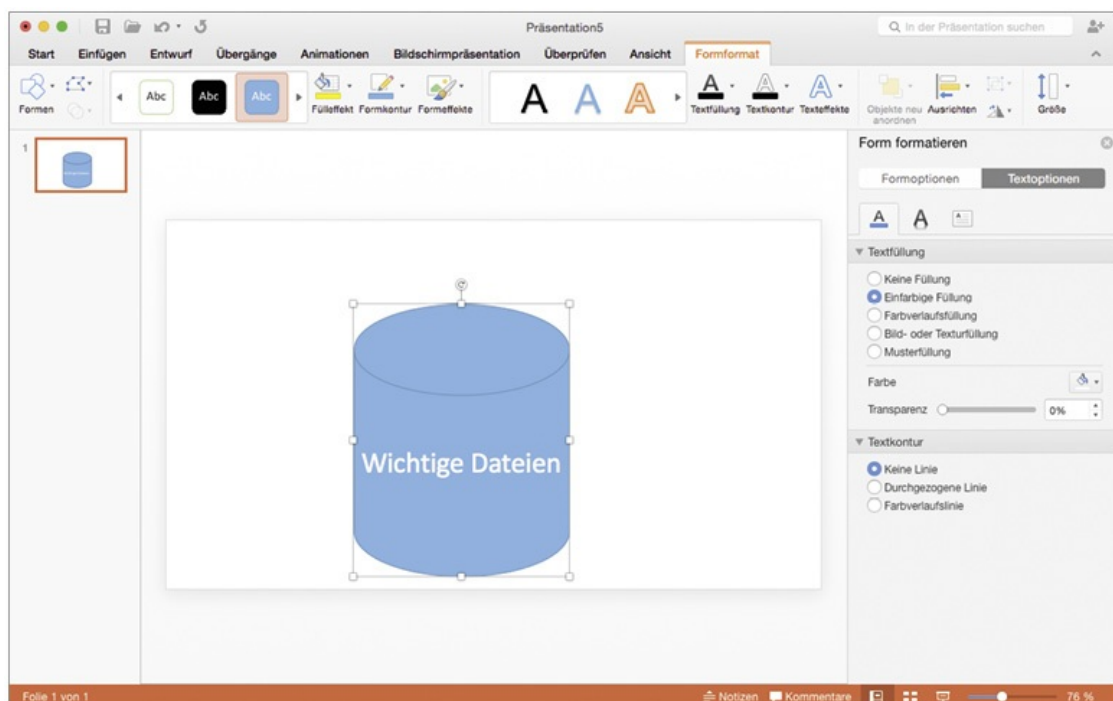 Präsentation5
In der Präsentation suchen
Start Einfügen Entwurf Übergänge Animationen Bildschirmpräsentation Überprüfen Ansicht Formformat
Abc Abc Abc
A A A
A A A
Formen Fülleffekt Formkontur Formeffekte Textfüllung Textkontur Texteffekte Objekte neu anordnen Ausrichten Größe
1
Form formatieren
Formoptionen Textoptionen
A A A
Textfüllung
Keine Füllung
Einfarbige Füllung
Farbverlaufsfüllung
Bild- oder Texturfüllung
Musterfüllung
Farbe
Transparenz 0%
Textkontur
Keine Linie
Durchgezogene Linie
Farbverlaufslinie
Wichtige Dateien
Folie 1 von 1 Notizen Kommentare 76 %